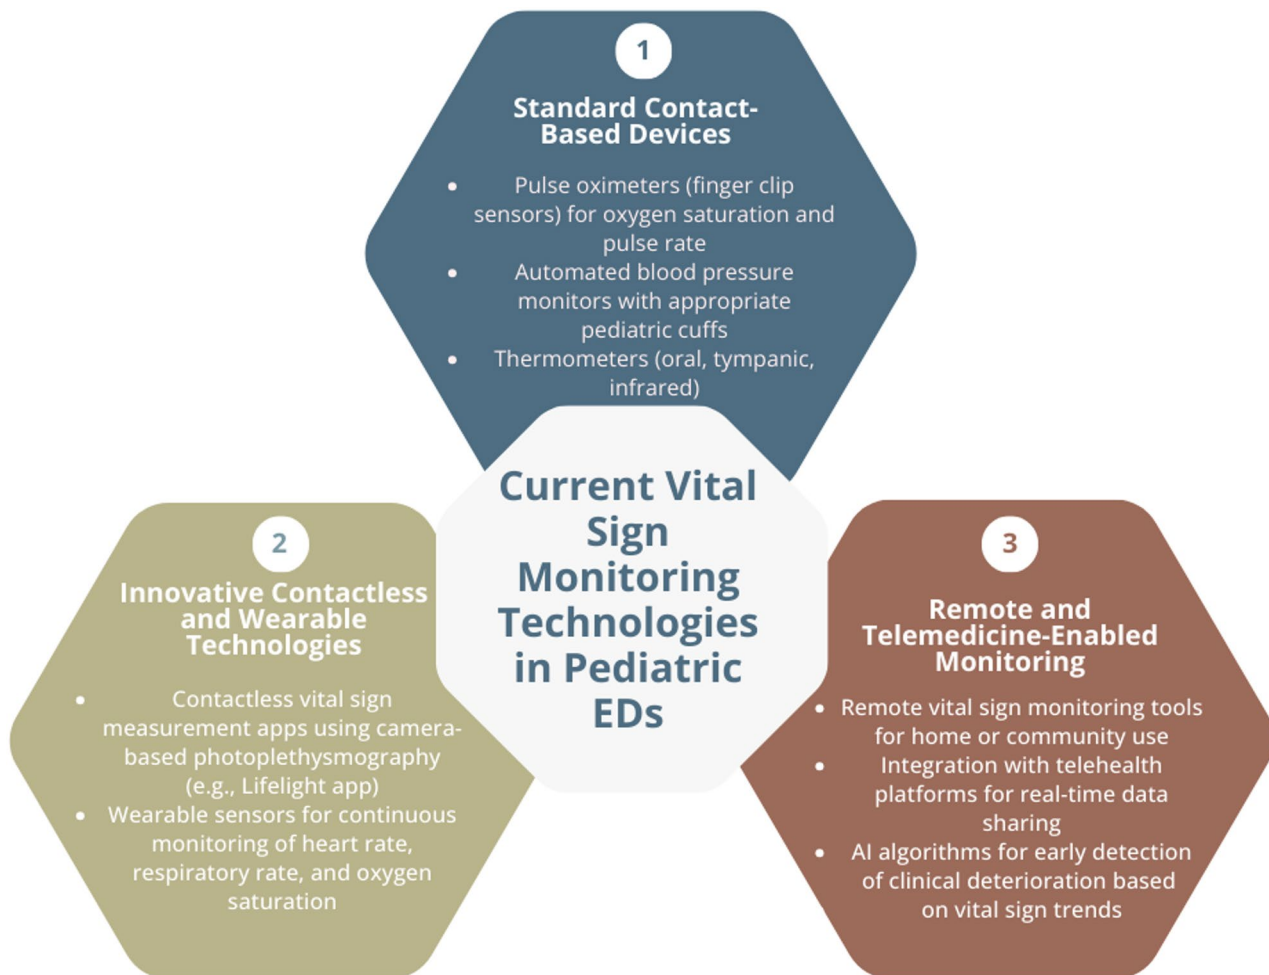 1
Standard Contact-
Based Devices
• Pulse oximeters (finger clip
sensors) for oxygen saturation and
pulse rate
• Automated blood pressure
monitors with appropriate
pediatric cuffs
• Thermometers (oral, tympanic,
infrared)
Current Vital
Sign
Monitoring
Technologies
in Pediatric
EDs
2
Innovative Contactless
and Wearable
Technologies
• Contactless vital sign
measurement apps using camera-
based photoplethysmography
(e.g., Lifelight app)
• Wearable sensors for continuous
monitoring of heart rate,
respiratory rate, and oxygen
saturation
3
Remote and
Telemedicine-Enabled
Monitoring
• Remote vital sign monitoring tools
for home or community use
• Integration with telehealth
platforms for real-time data
sharing
• AI algorithms for early detection
of clinical deterioration based
on vital sign trends